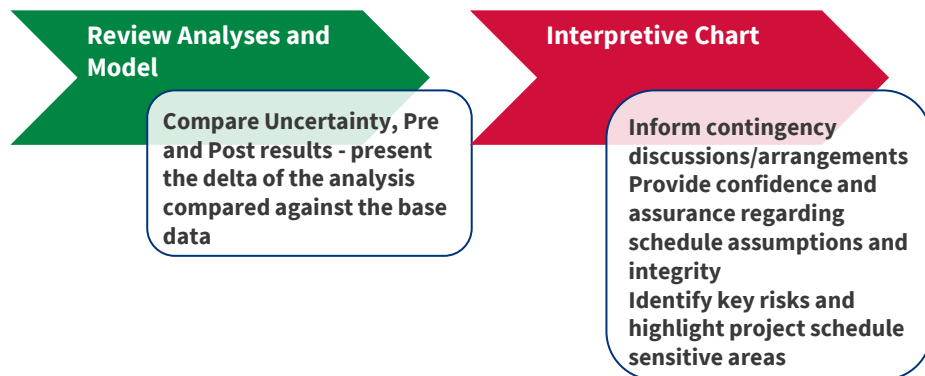 Review Analyses and
Model
Compare Uncertainty, Pre
and Post results - present
the delta of the analysis
compared against the base
data
Interpretive Chart
Inform contingency
discussions/arrangements
Provide confidence and
assurance regarding
schedule assumptions and
integrity
Identify key risks and
highlight project schedule
sensitive areas